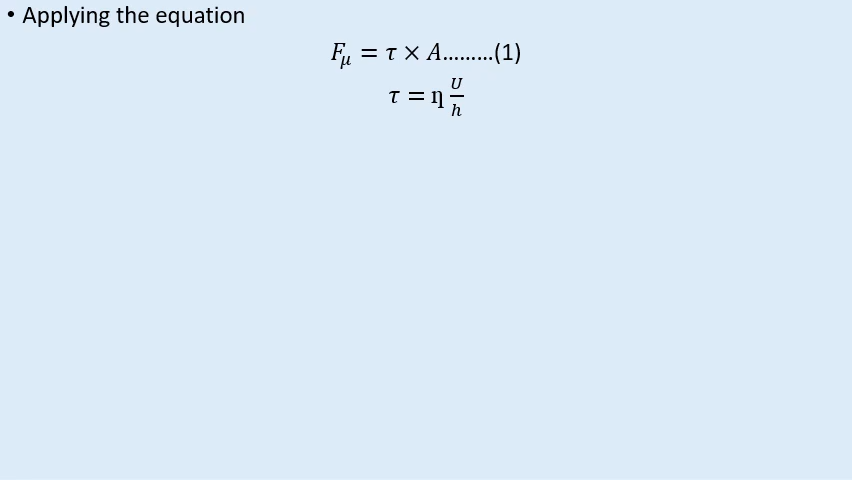 • Applying the equation
F_μ = τ × A.........(1)
τ = η U/h